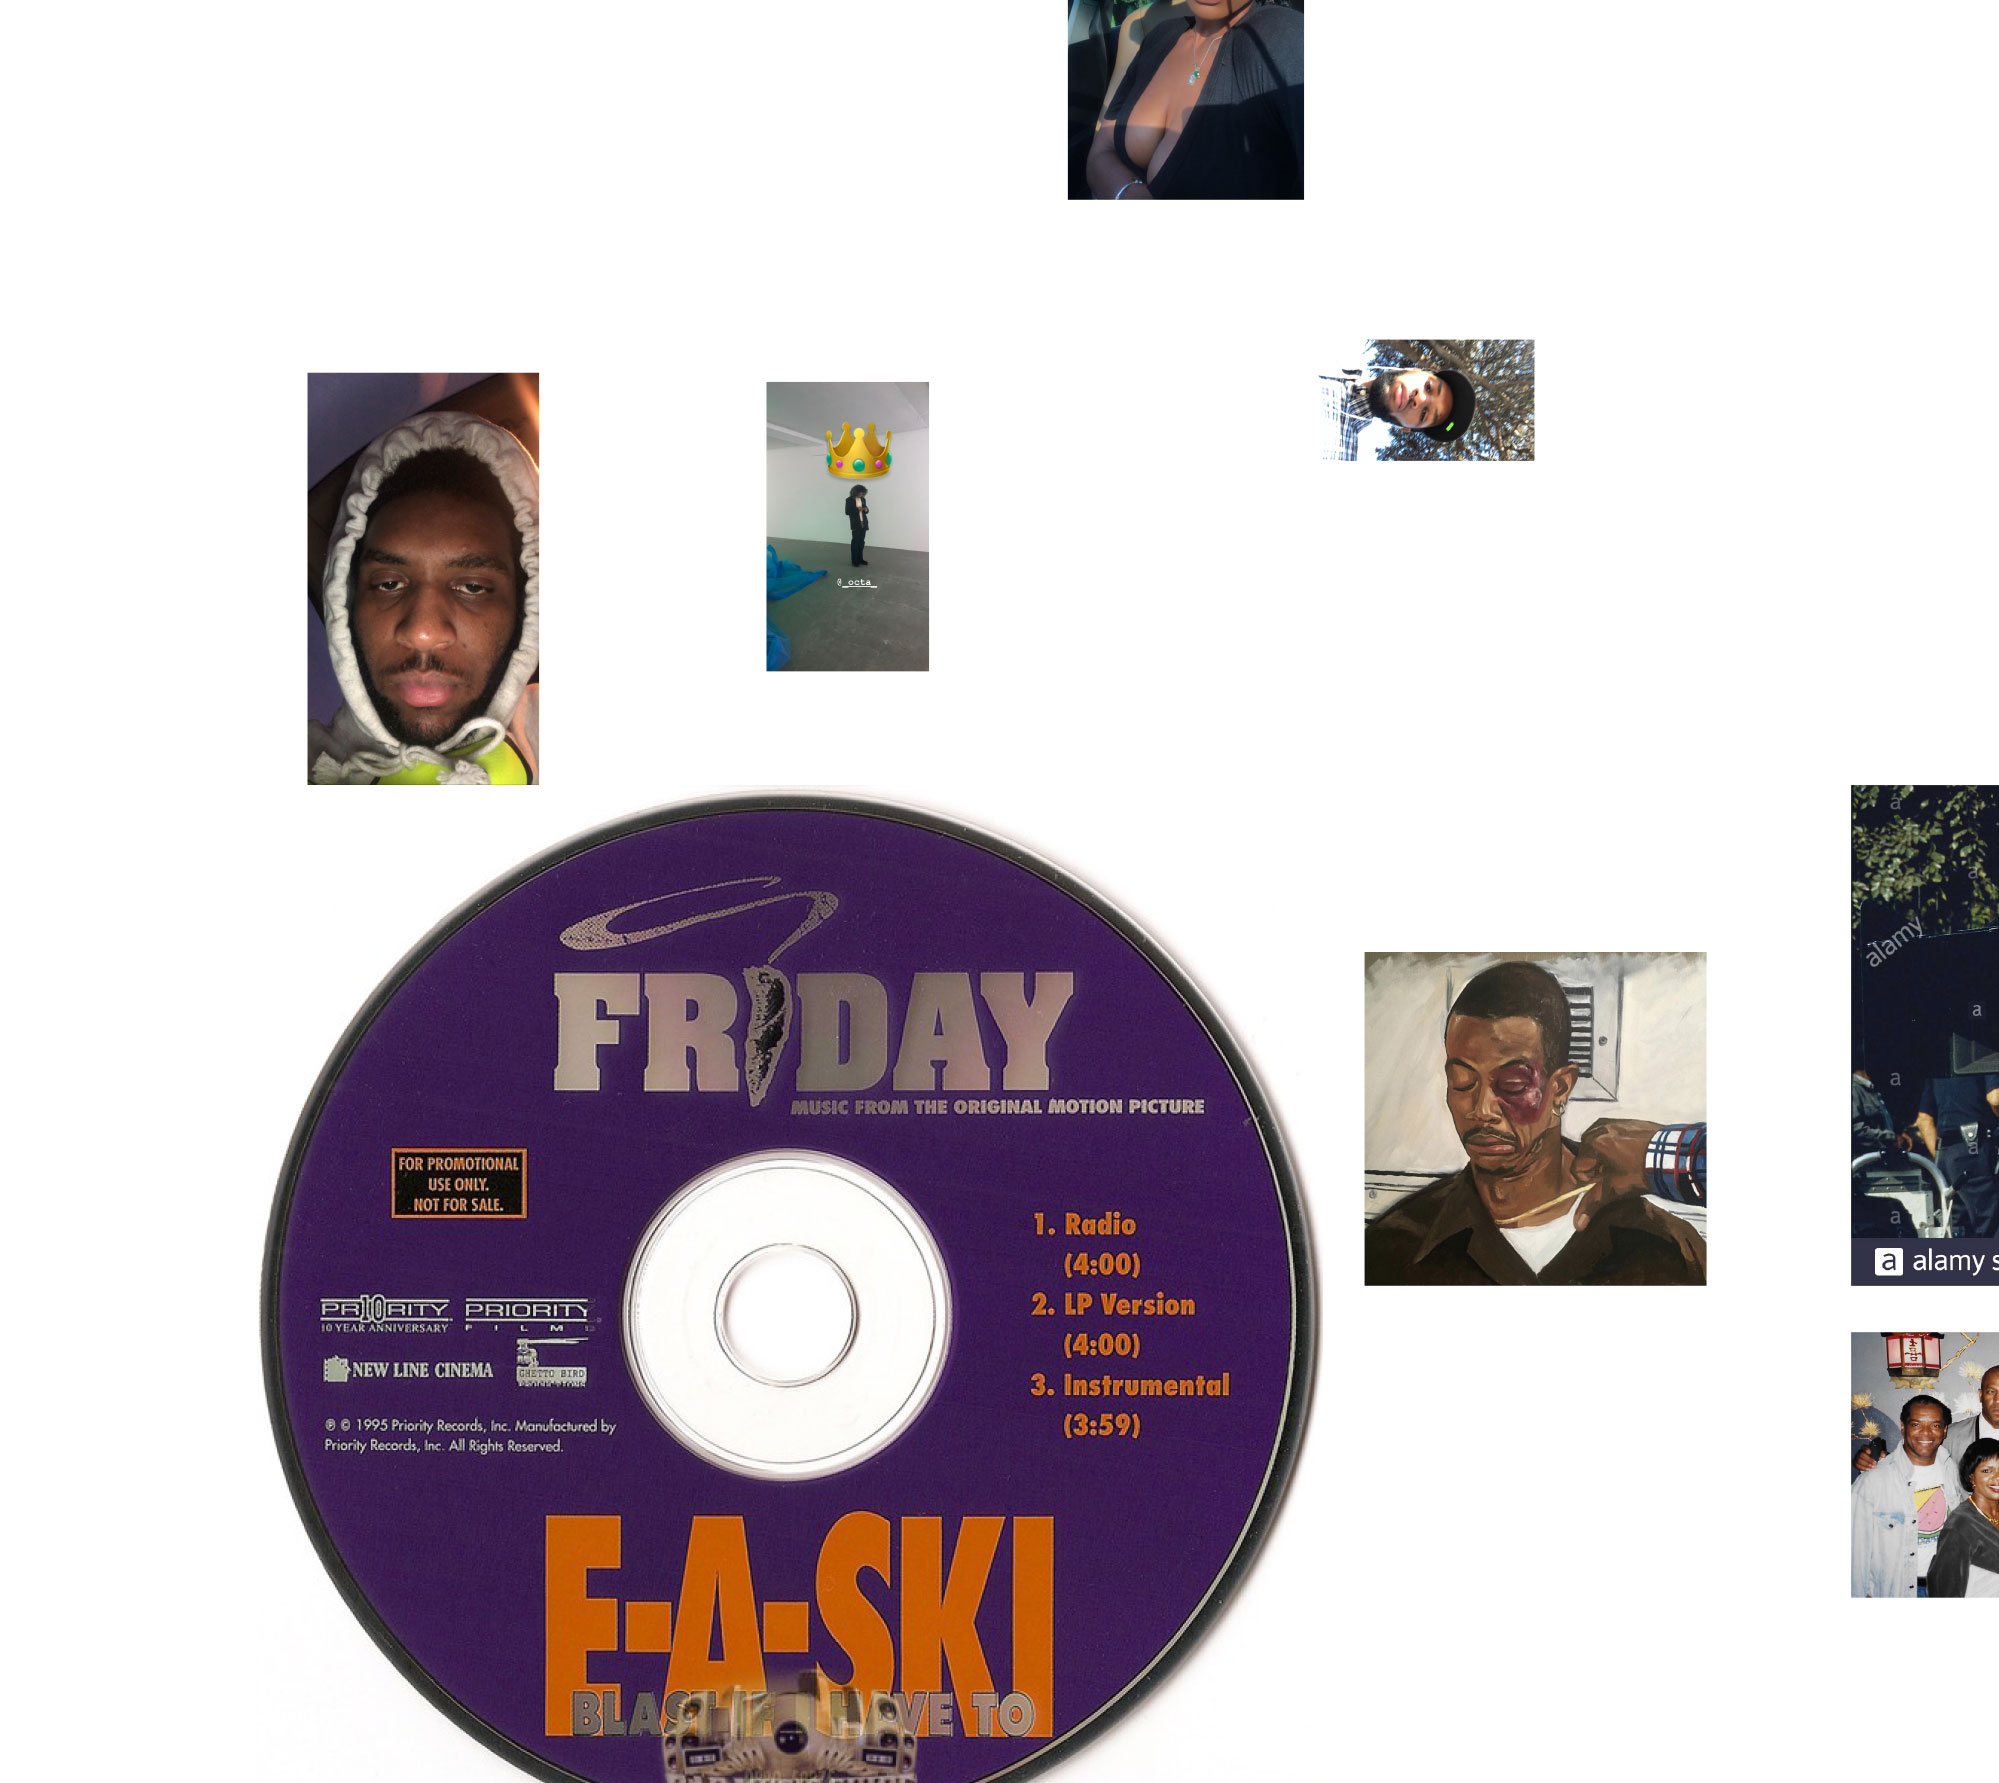 @_octa_
FRIDAY
MUSIC FROM THE ORIGINAL MOTION PICTURE
FOR PROMOTIONAL
USE ONLY.
NOT FOR SALE.
1. Radio
(4:00)
2. LP Version
(4:00)
3. Instrumental
(3:59)
PR10RITY
10 YEAR ANNIVERSARY
PRIORITY
FILMS
NEW LINE CINEMA
GHETTO BIRD
℗ © 1995 Priority Records, Inc. Manufactured by
Priority Records, Inc. All Rights Reserved.
E-A-SKI
BLAST IF I HAVE TO
a
a
alamy
a
a
a
a
a alamy s